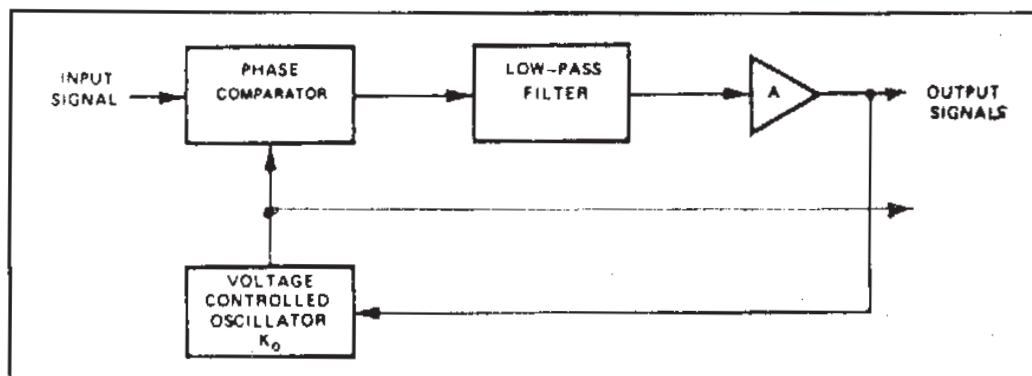 INPUT
SIGNAL
PHASE
COMPARATOR
LOW-PASS
FILTER
A
OUTPUT
SIGNALS
VOLTAGE
CONTROLLED
OSCILLATOR
K₀